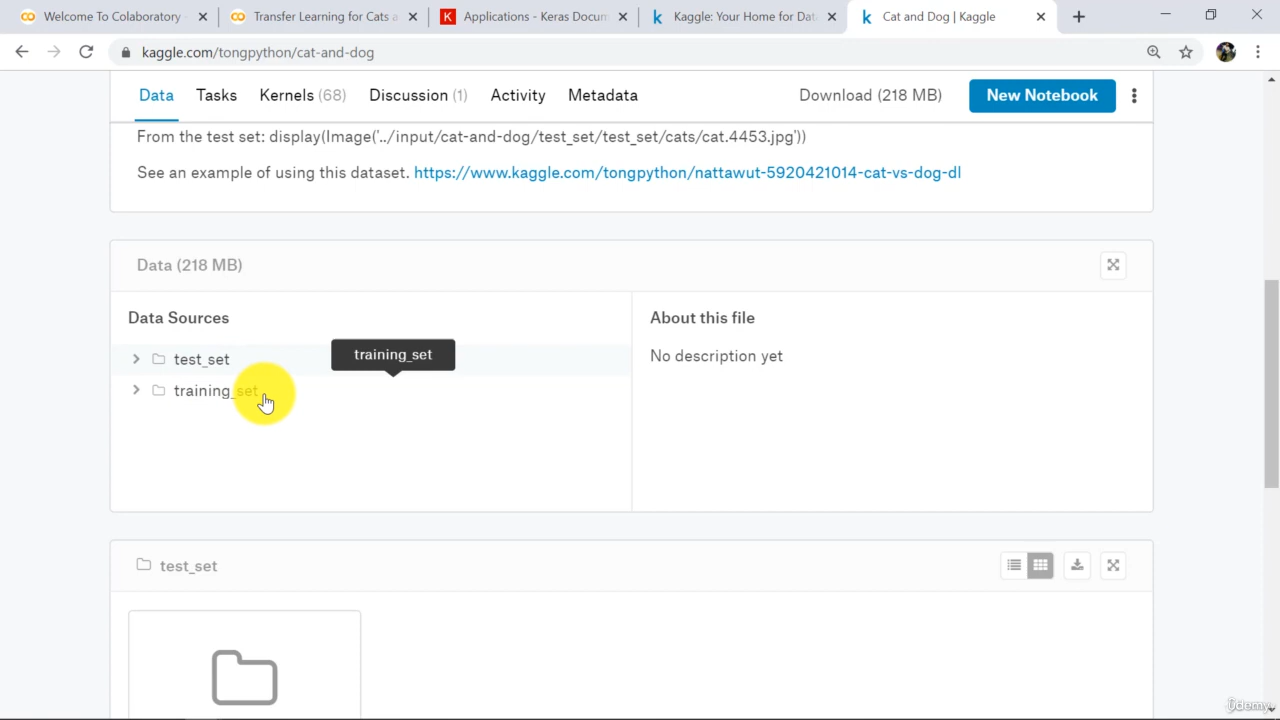 Welcome To Colaboratory
Transfer Learning for Cats a
K Applications - Keras Docum
k Kaggle: Your Home for Dat
k Cat and Dog | Kaggle
kaggle.com/tongpython/cat-and-dog
Data Tasks Kernels (68) Discussion (1) Activity Metadata Download (218 MB) New Notebook
From the test set: display(Image('../input/cat-and-dog/test_set/test_set/cats/cat.4453.jpg'))
See an example of using this dataset. https://www.kaggle.com/tongpython/nattawut-5920421014-cat-vs-dog-dl
Data (218 MB)
Data Sources
About this file
test_set
training_set
No description yet
training_set
test_set
Udemy